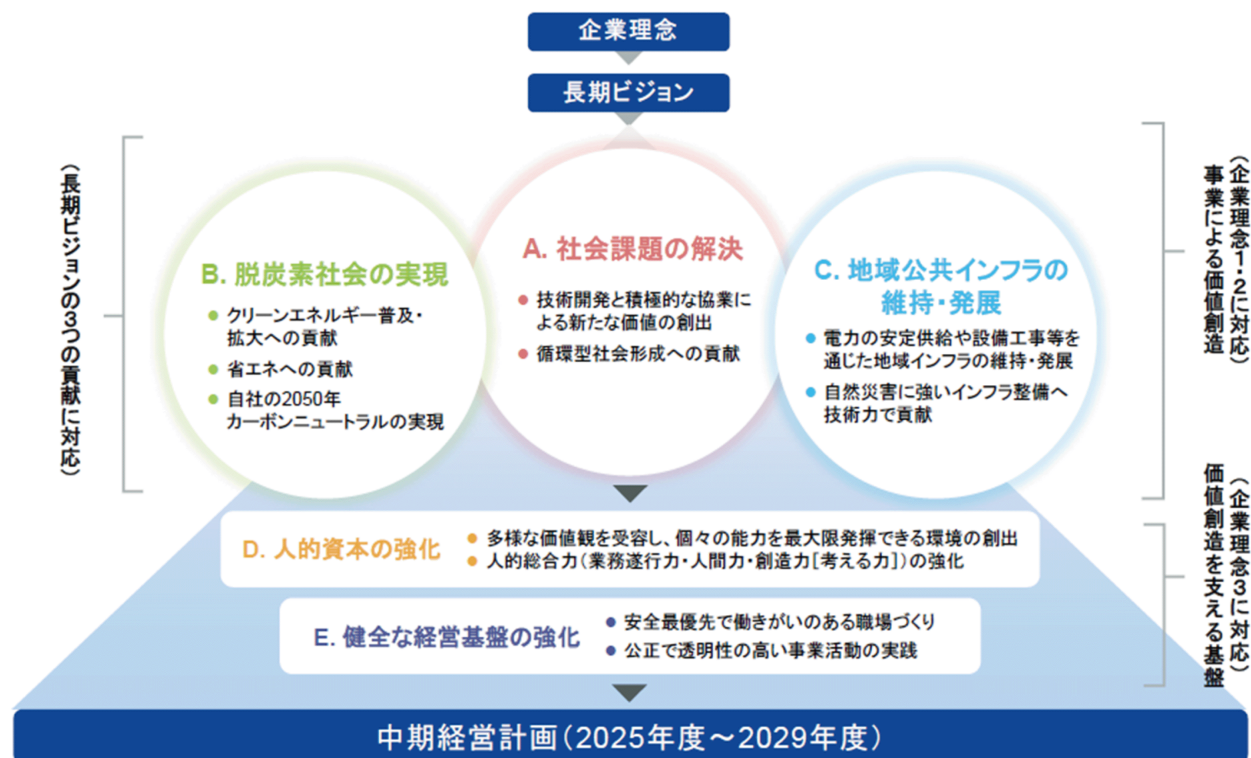 企業理念
長期ビジョン
（長期ビジョンの3つの貢献に対応）
B. 脱炭素社会の実現
● クリーンエネルギー普及・
拡大への貢献
● 省エネへの貢献
● 自社の2050年
カーボンニュートラルの実現
A. 社会課題の解決
● 技術開発と積極的な協業に
よる新たな価値の創出
● 循環型社会形成への貢献
C. 地域公共インフラの
維持・発展
● 電力の安定供給や設備工事等を
通じた地域インフラの維持・発展
● 自然災害に強いインフラ整備へ
技術力で貢献
（企業理念1・2に対応）
事業による価値創造
D. 人的資本の強化
● 多様な価値観を受容し、個々の能力を最大限発揮できる環境の創出
● 人的総合力（業務遂行力・人間力・創造力[考える力]）の強化
E. 健全な経営基盤の強化
● 安全最優先で働きがいのある職場づくり
● 公正で透明性の高い事業活動の実践
（企業理念3に対応）
価値創造を支える基盤
中期経営計画（2025年度～2029年度）